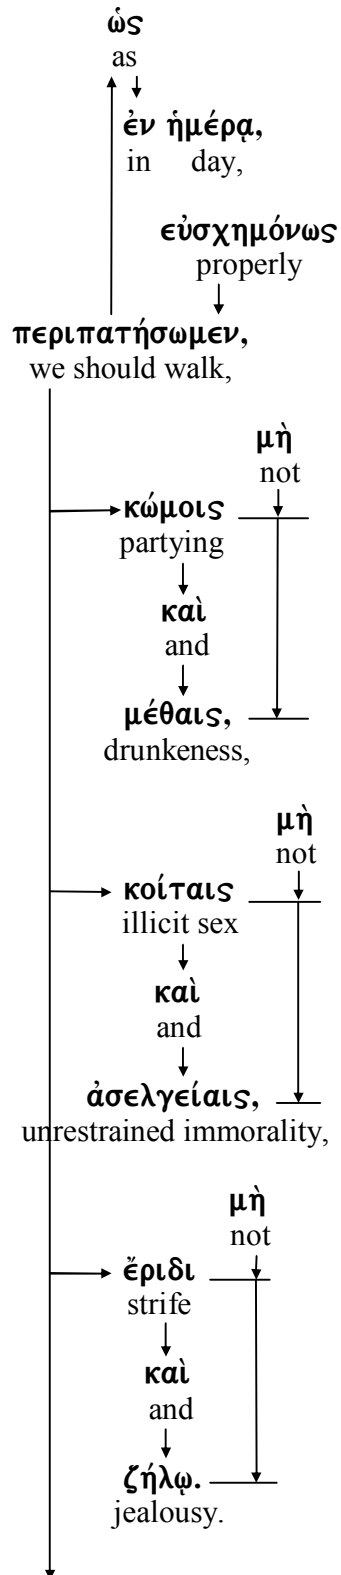 ὡς
as
ἐν ἡμέρᾳ,
in day,
εὐσχημόνως
properly
περιπατήσωμεν,
we should walk,
μὴ
not
κώμοις
partying
καὶ
and
μέθαις,
drunkeness,
μὴ
not
κοίταις
illicit sex
καὶ
and
ἀσελγείαις,
unrestrained immorality,
μὴ
not
ἔριδι
strife
καὶ
and
ζήλῳ.
jealousy.